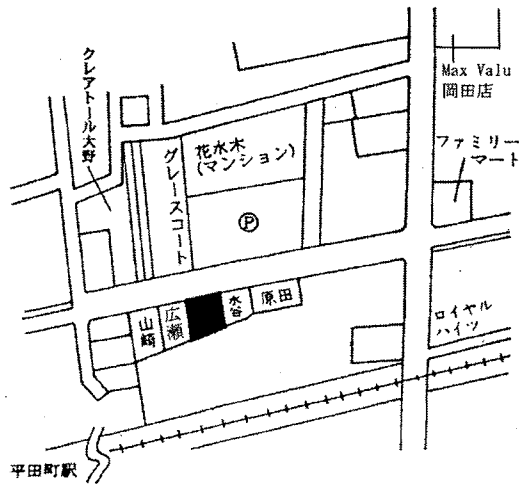 クレアトール大野
グレースコート
花水木
(マンション)
Ⓟ
Max Valu
岡田店
ファミリー
マート
山崎
広瀬
水谷
原田
ロイヤル
ハイツ
平田町駅